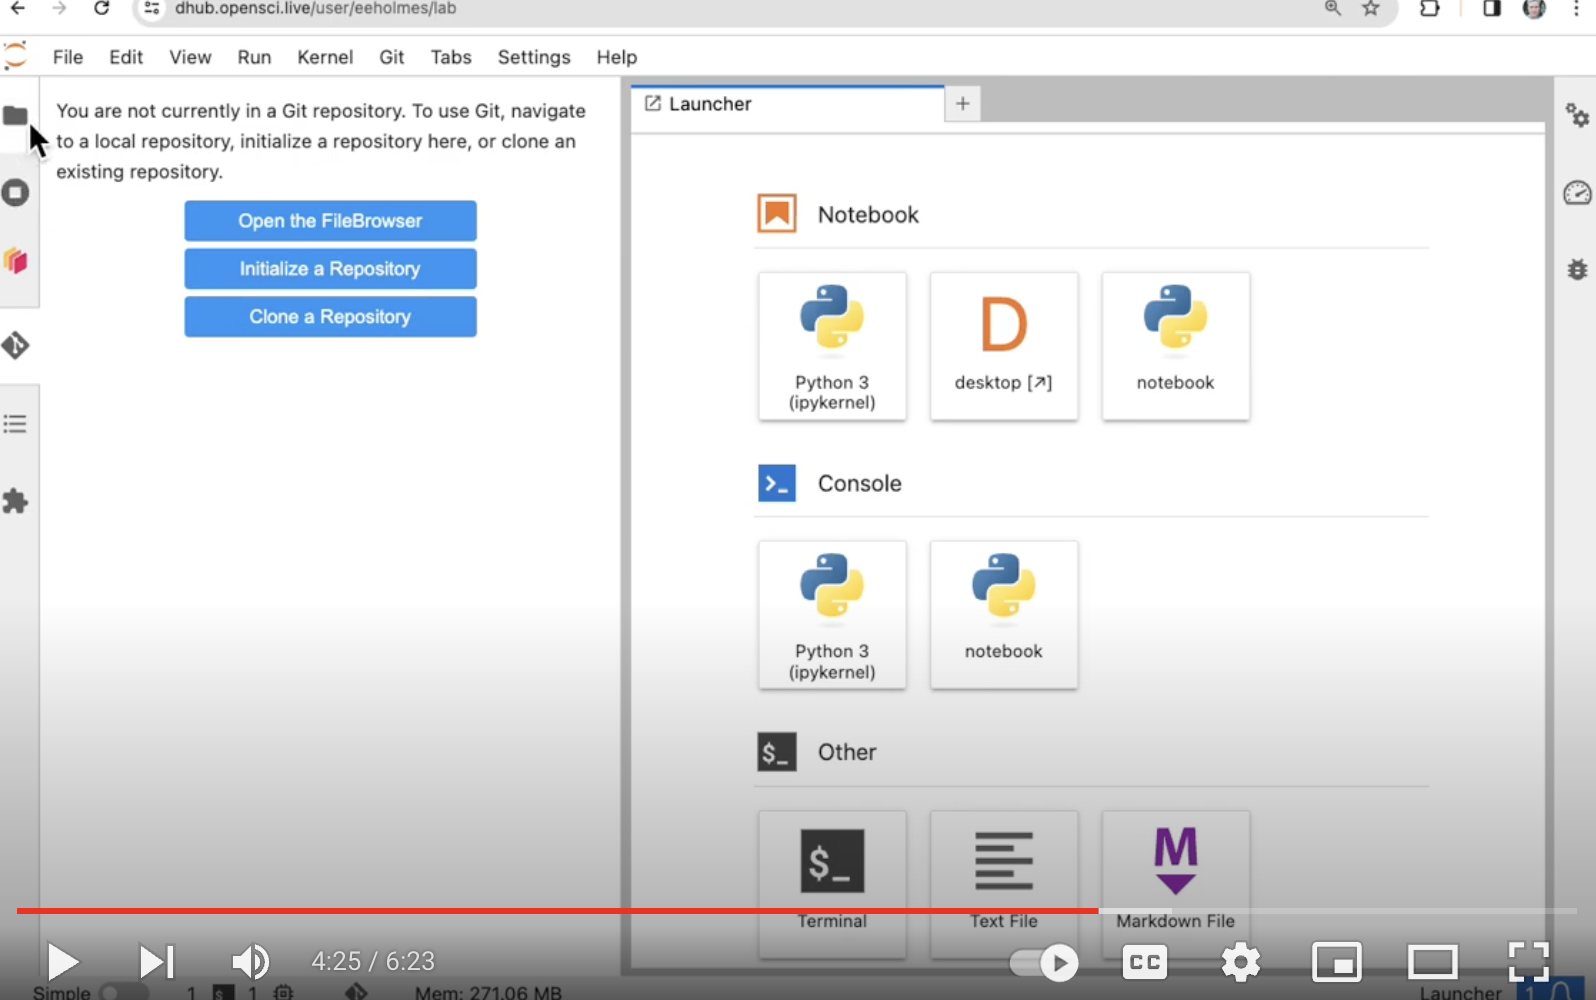 dhub.opensci.live/user/eeholmes/lab
File Edit View Run Kernel Git Tabs Settings Help
You are not currently in a Git repository. To use Git, navigate
to a local repository, initialize a repository here, or clone an
existing repository.
Open the FileBrowser
Initialize a Repository
Clone a Repository
Launcher
Notebook
Python 3
(ipykernel)
desktop [↗]
notebook
Console
Python 3
(ipykernel)
notebook
$_ Other
$_
Terminal
Text File
M
Markdown File
4:25 / 6:23
CC
Simple 1 $ 1 Mem: 271.06 MB Launcher 1